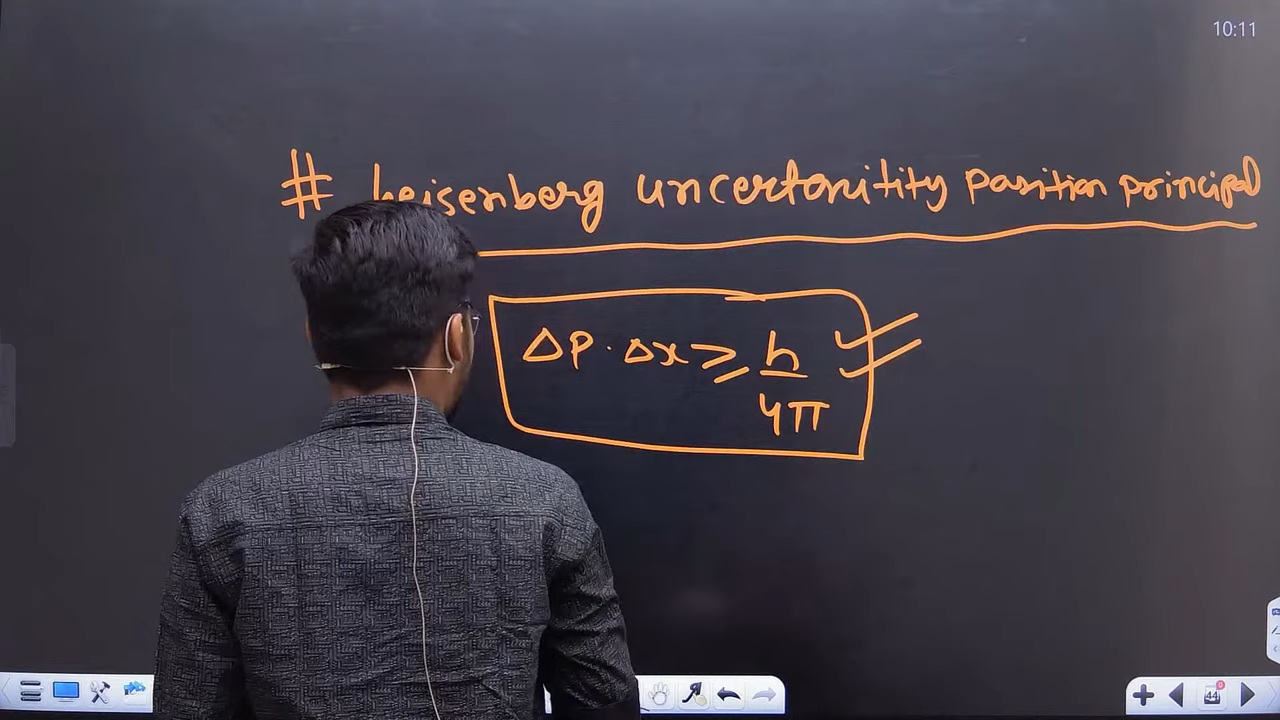 10:11
# heisenberg uncertonitity position principal
Δp · Δx ≥ h
4π
44